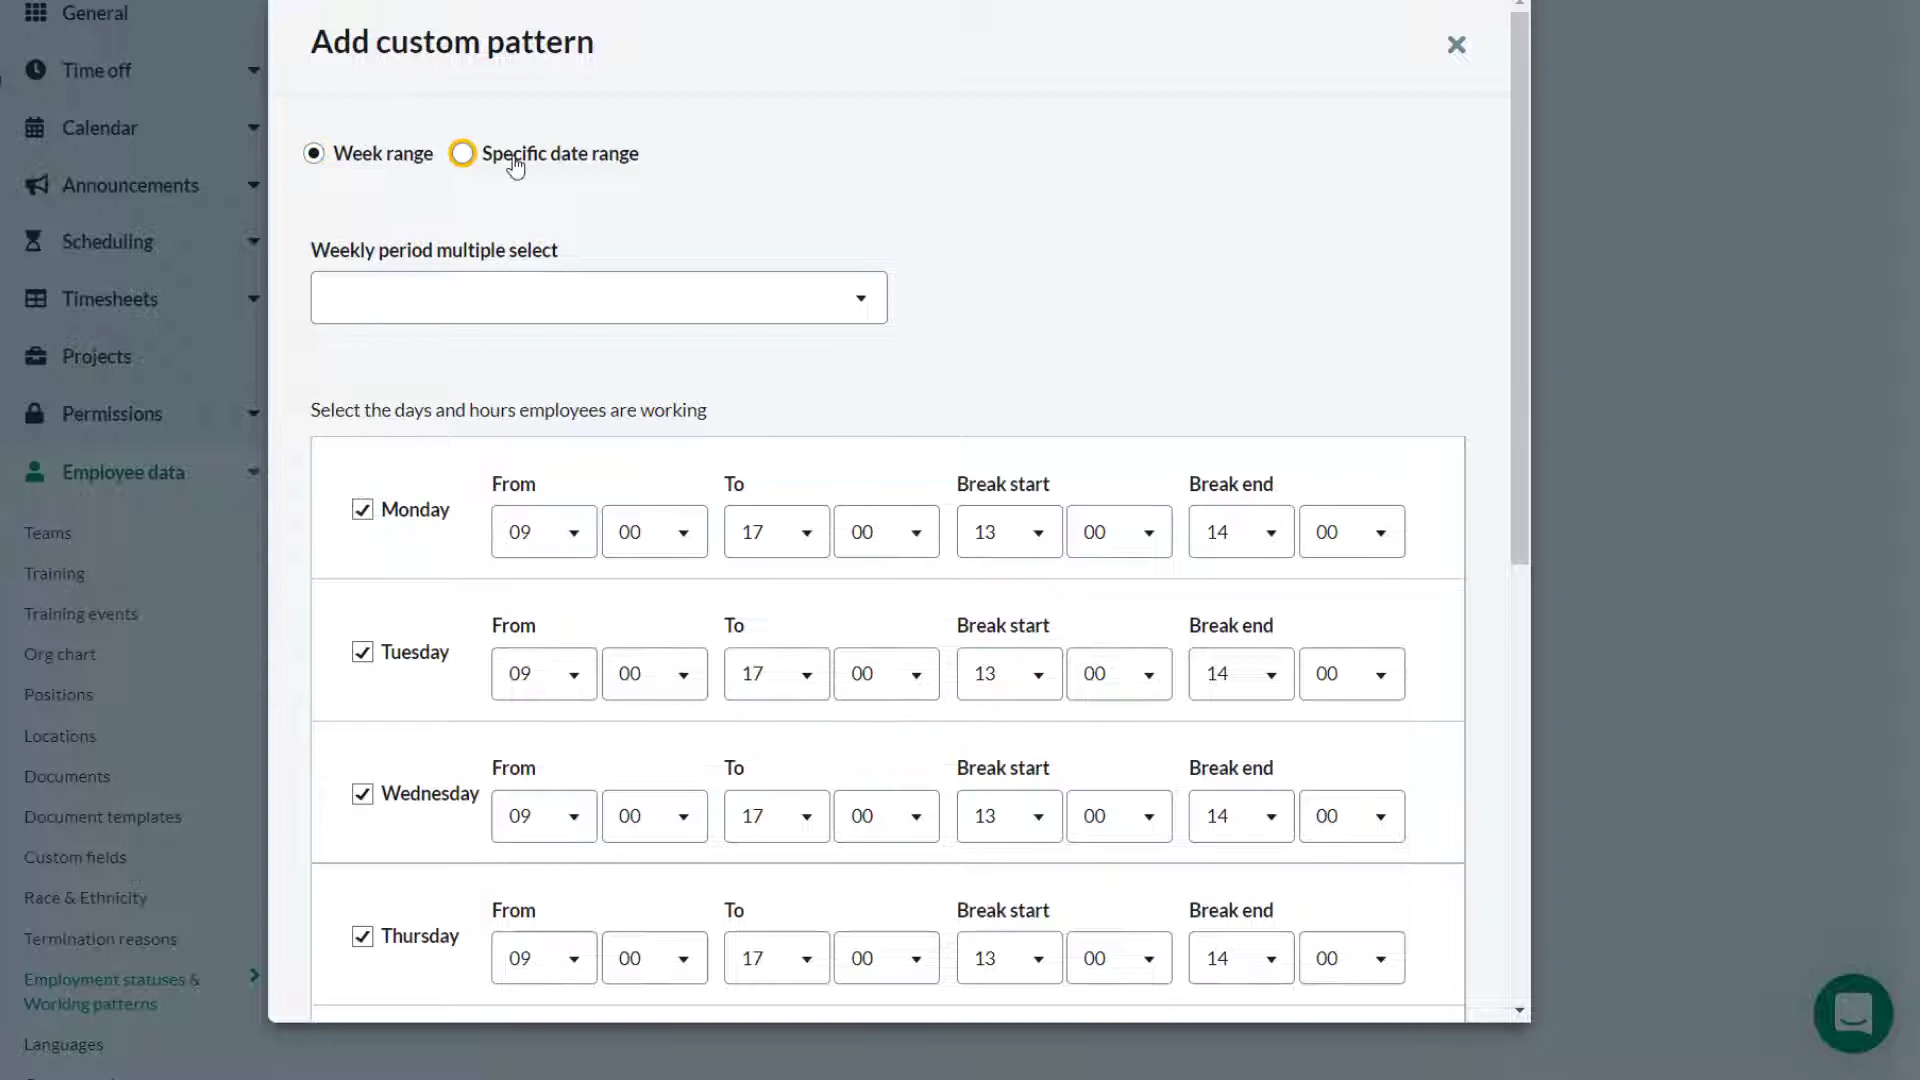 General
Time off
Calendar
Announcements
Scheduling
Timesheets
Projects
Permissions
Employee data
Teams
Training
Training events
Org chart
Positions
Locations
Documents
Document templates
Custom fields
Race & Ethnicity
Termination reasons
Employment statuses &
Working patterns
Languages
Add custom pattern
Week range Specific date range
Weekly period multiple select
Select the days and hours employees are working
From To Break start Break end
Monday 09 00 17 00 13 00 14 00
From To Break start Break end
Tuesday 09 00 17 00 13 00 14 00
From To Break start Break end
Wednesday 09 00 17 00 13 00 14 00
From To Break start Break end
Thursday 09 00 17 00 13 00 14 00